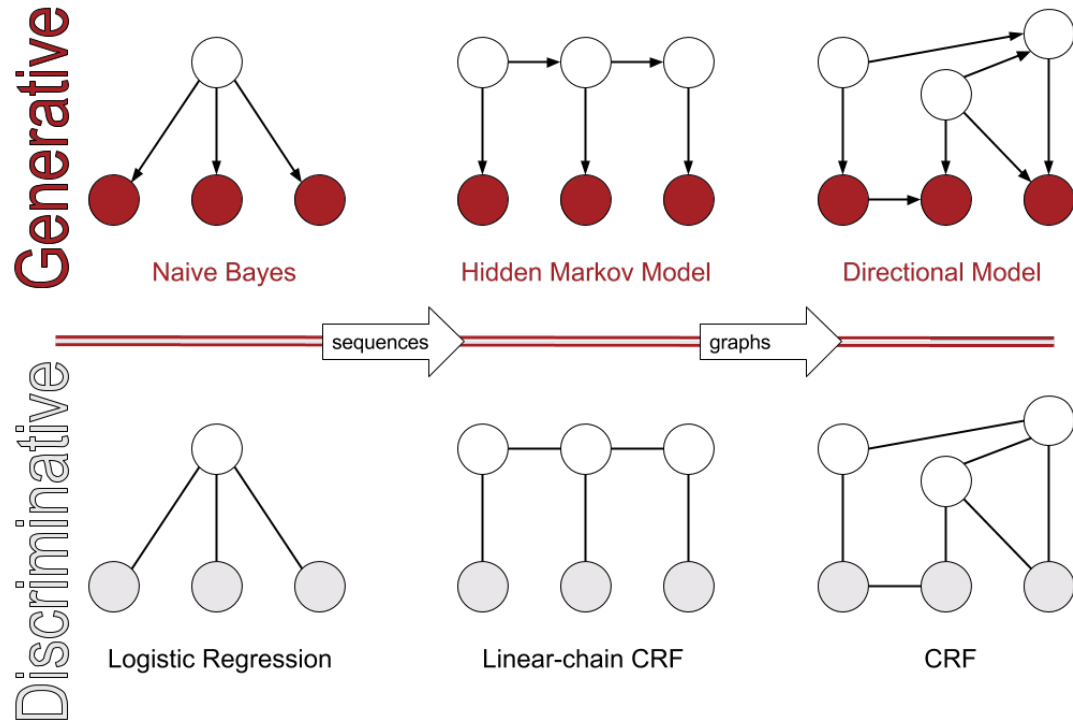 Generative
Naive Bayes
Hidden Markov Model
Directional Model
sequences
graphs
Discriminative
Logistic Regression
Linear-chain CRF
CRF